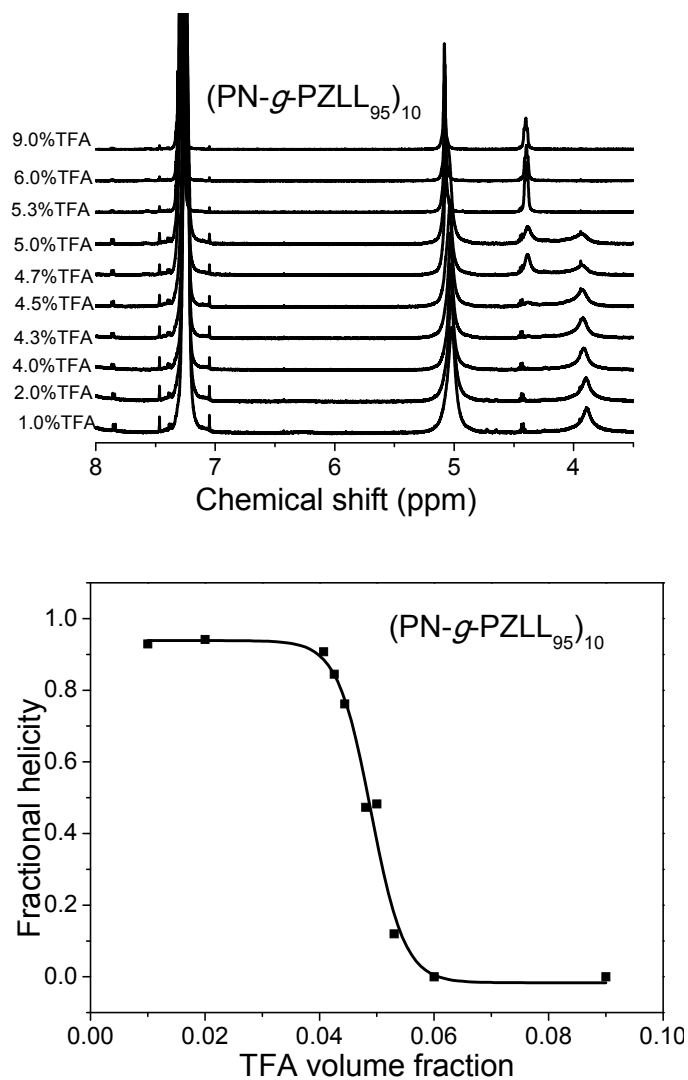 (PN-g-PZLL95)10
9.0%TFA
6.0%TFA
5.3%TFA
5.0%TFA
4.7%TFA
4.5%TFA
4.3%TFA
4.0%TFA
2.0%TFA
1.0%TFA
8 7 6 5 4
Chemical shift (ppm)
(PN-g-PZLL95)10
1.0
0.8
0.6
0.4
0.2
0.0
Fractional helicity
0.00 0.02 0.04 0.06 0.08 0.10
TFA volume fraction